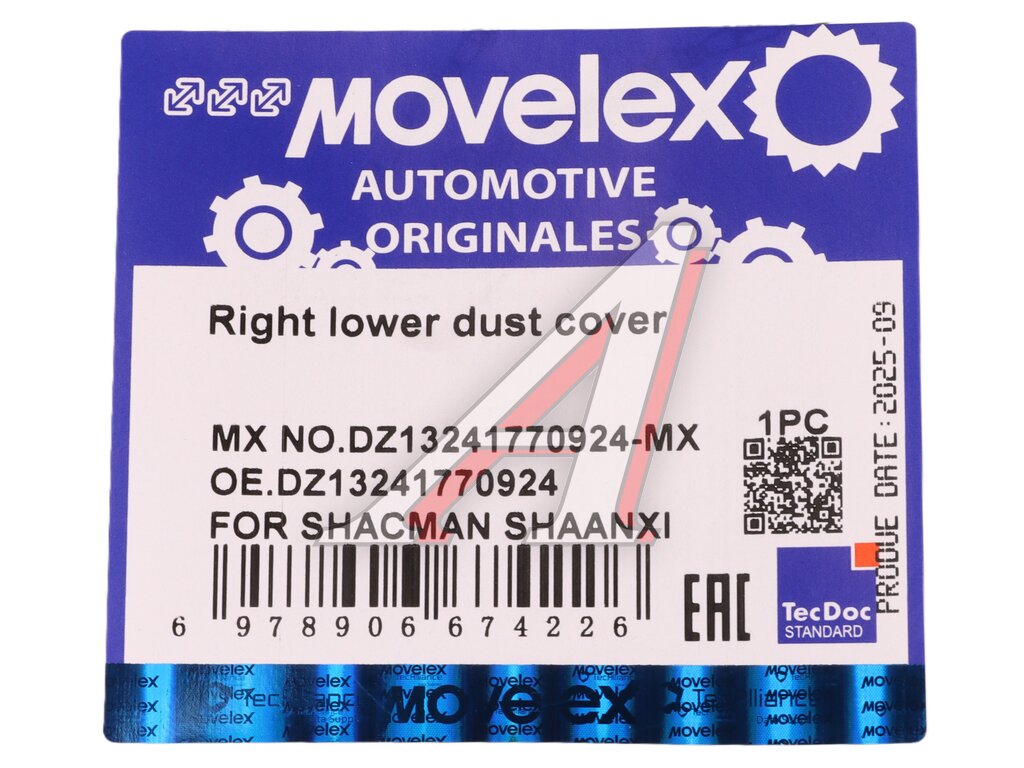 MOVELEX
AUTOMOTIVE
ORIGINALES
Right lower dust cover
MX NO.DZ13241770924-MX
OE.DZ13241770924
FOR SHACMAN SHAANXI
6 978906 674226
1PC
PRODUE DATE:2025-09
EAC
TecDoc
STANDARD
MOVELEX